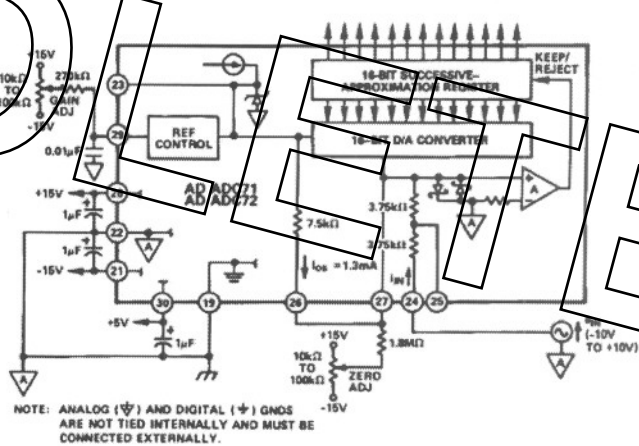 +15V
10kΩ
TO
100kΩ
270kΩ
GAIN
ADJ
-15V
0.01µF
23
29
REF
CONTROL
16-BIT SUCCESSIVE-
APPROXIMATION REGISTER
KEEP/
REJECT
16-BIT D/A CONVERTER
AD ADC71
AD ADC72
+15V
1µF
1µF
-15V
22
A
21
7.5kΩ
IOS = 1.3mA
3.75kΩ
3.75kΩ
IIN
A
A
30
19
26
27
24
25
+5V
1µF
+15V
10kΩ
TO
100kΩ
ZERO
ADJ
-15V
1.8MΩ
(-10V
TO +10V)
A
A
NOTE: ANALOG (▽) AND DIGITAL (⏚) GNDS
ARE NOT TIED INTERNALLY AND MUST BE
CONNECTED EXTERNALLY.